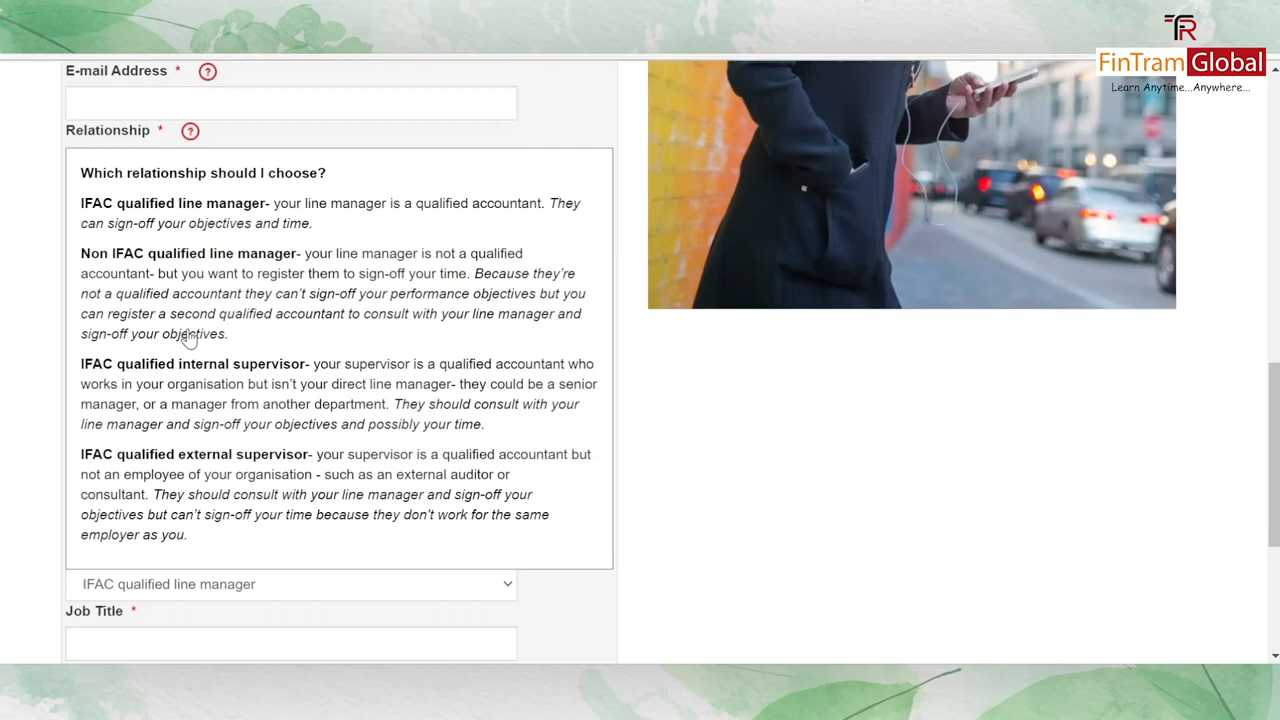 TFR
FinTram Global
Learn Anytime...Anywhere...
E-mail Address * ?
Relationship * ?
Which relationship should I choose?
IFAC qualified line manager- your line manager is a qualified accountant. They
can sign-off your objectives and time.
Non IFAC qualified line manager- your line manager is not a qualified
accountant- but you want to register them to sign-off your time. Because they're
not a qualified accountant they can't sign-off your performance objectives but you
can register a second qualified accountant to consult with your line manager and
sign-off your objectives.
IFAC qualified internal supervisor- your supervisor is a qualified accountant who
works in your organisation but isn't your direct line manager- they could be a senior
manager, or a manager from another department. They should consult with your
line manager and sign-off your objectives and possibly your time.
IFAC qualified external supervisor- your supervisor is a qualified accountant but
not an employee of your organisation - such as an external auditor or
consultant. They should consult with your line manager and sign-off your
objectives but can't sign-off your time because they don't work for the same
employer as you.
IFAC qualified line manager
Job Title *